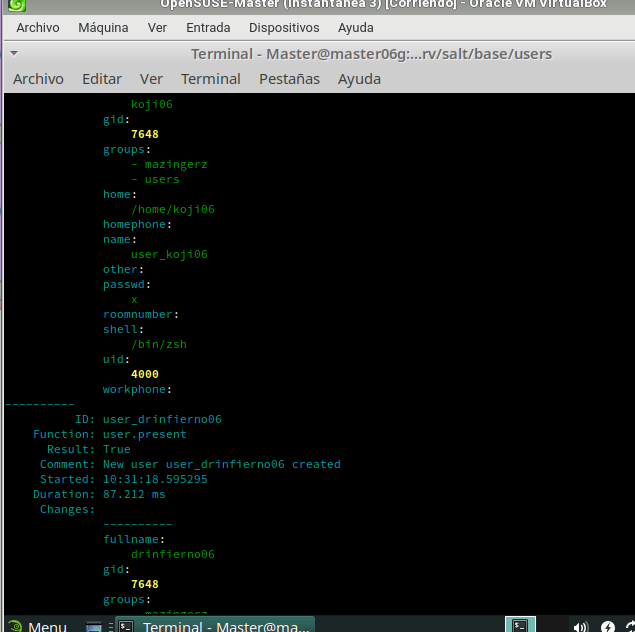 OpenSUSE-Master (Instantánea 3) [Corriendo] - Oracle VM VirtualBox
Archivo Máquina Ver Entrada Dispositivos Ayuda
Terminal - Master@master06g:...rv/salt/base/users
Archivo Editar Ver Terminal Pestañas Ayuda
koji06
gid:
7648
groups:
- mazingerz
- users
home:
/home/koji06
homephone:
name:
user_koji06
other:
passwd:
x
roomnumber:
shell:
/bin/zsh
uid:
4000
workphone:
----------
ID: user_drinfierno06
Function: user.present
Result: True
Comment: New user user_drinfierno06 created
Started: 10:31:18.595295
Duration: 87.212 ms
Changes:
----------
fullname:
drinfierno06
gid:
7648
groups:
- mazingerz
Menu Terminal - Master@ma...